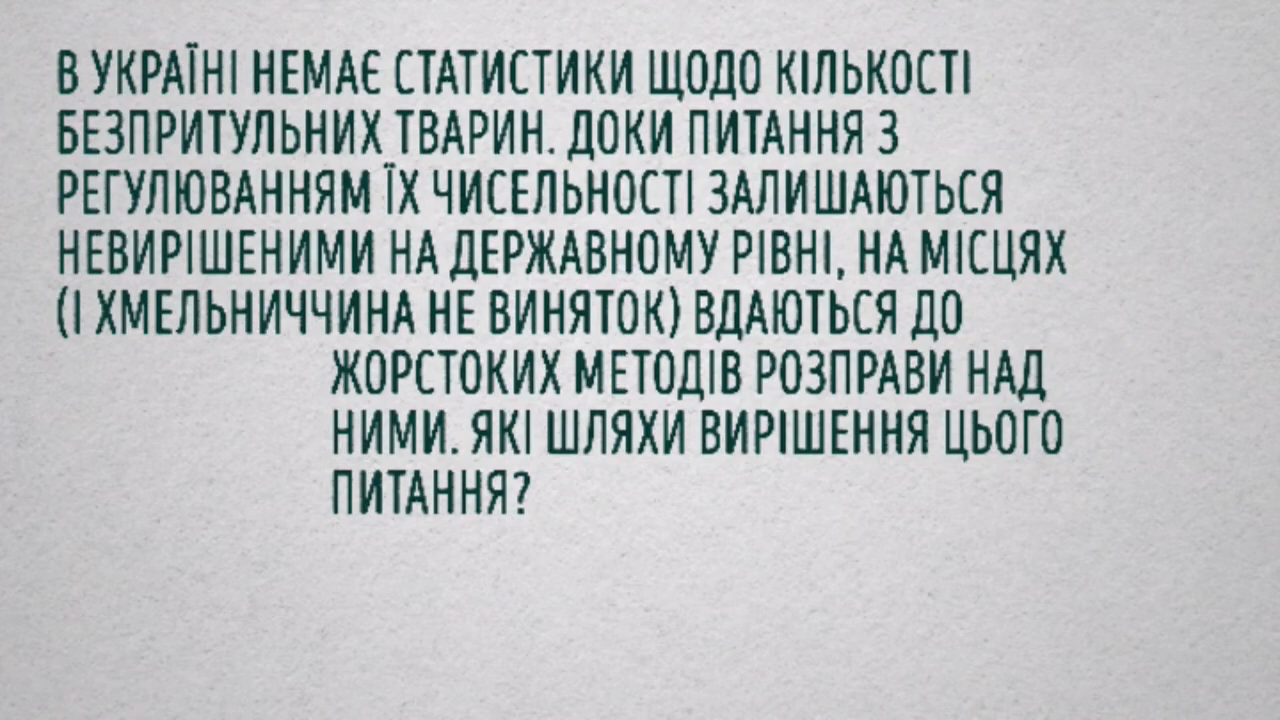 В УКРАЇНІ НЕМАЄ СТАТИСТИКИ ЩОДО КІЛЬКОСТІ
БЕЗПРИТУЛЬНИХ ТВАРИН. ДОКИ ПИТАННЯ З
РЕГУЛЮВАННЯМ ЇХ ЧИСЕЛЬНОСТІ ЗАЛИШАЮТЬСЯ
НЕВИРІШЕНИМИ НА ДЕРЖАВНОМУ РІВНІ, НА МІСЦЯХ
(І ХМЕЛЬНИЧЧИНА НЕ ВИНЯТОК) ВДАЮТЬСЯ ДО
ЖОРСТОКИХ МЕТОДІВ РОЗПРАВИ НАД
НИМИ. ЯКІ ШЛЯХИ ВИРІШЕННЯ ЦЬОГО
ПИТАННЯ?